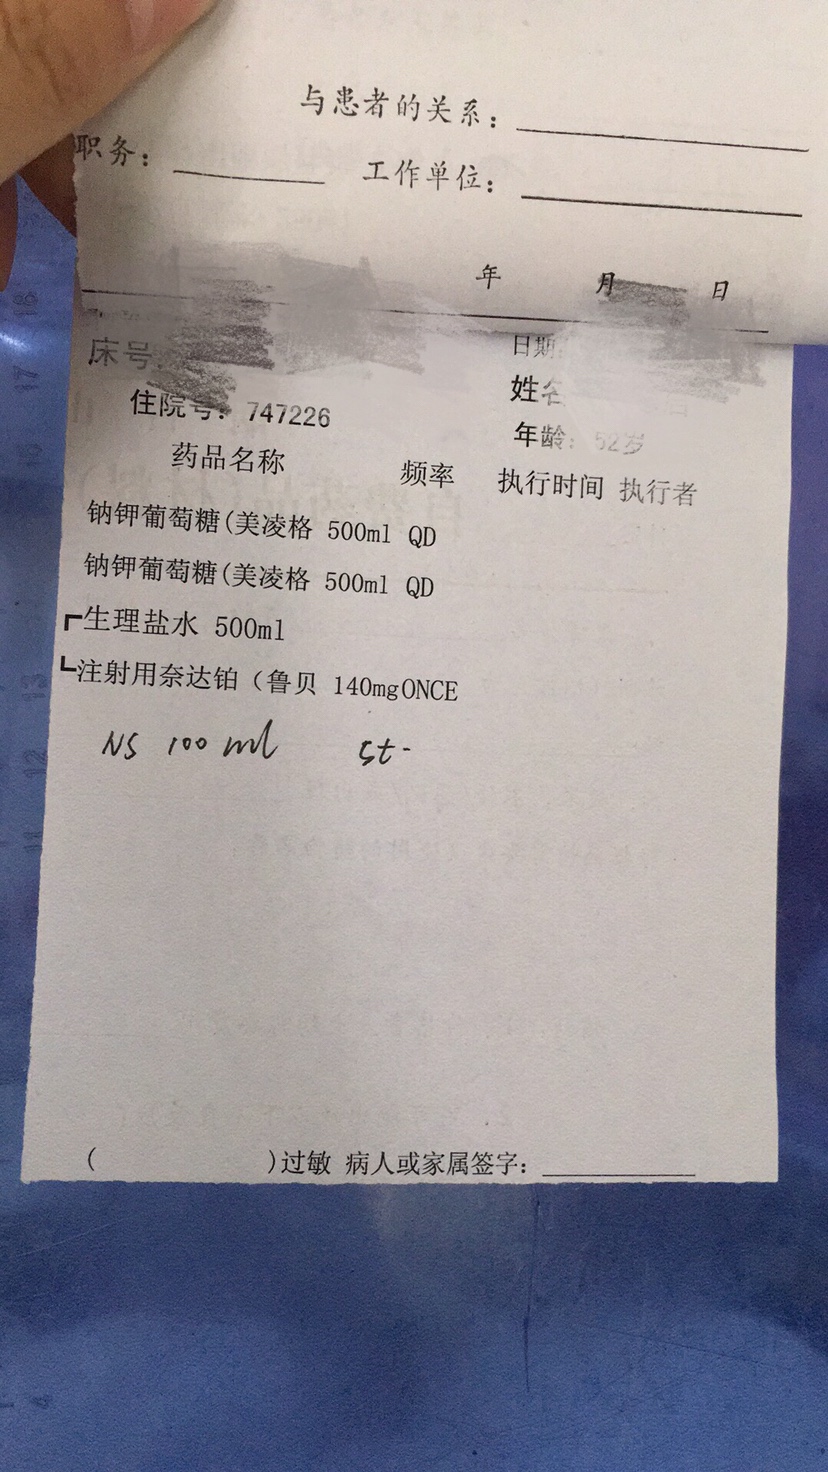 与患者的关系：
职务： 工作单位：
年 月 日
床号: 日期:
姓名
住院号：747226
年龄：52岁
药品名称 频率 执行时间 执行者
钠钾葡萄糖(美凌格 500ml QD
钠钾葡萄糖(美凌格 500ml QD
┏生理盐水 500ml
┗注射用奈达铂（鲁贝 140mgONCE
NS 100 ml st-
( )过敏 病人或家属签字: